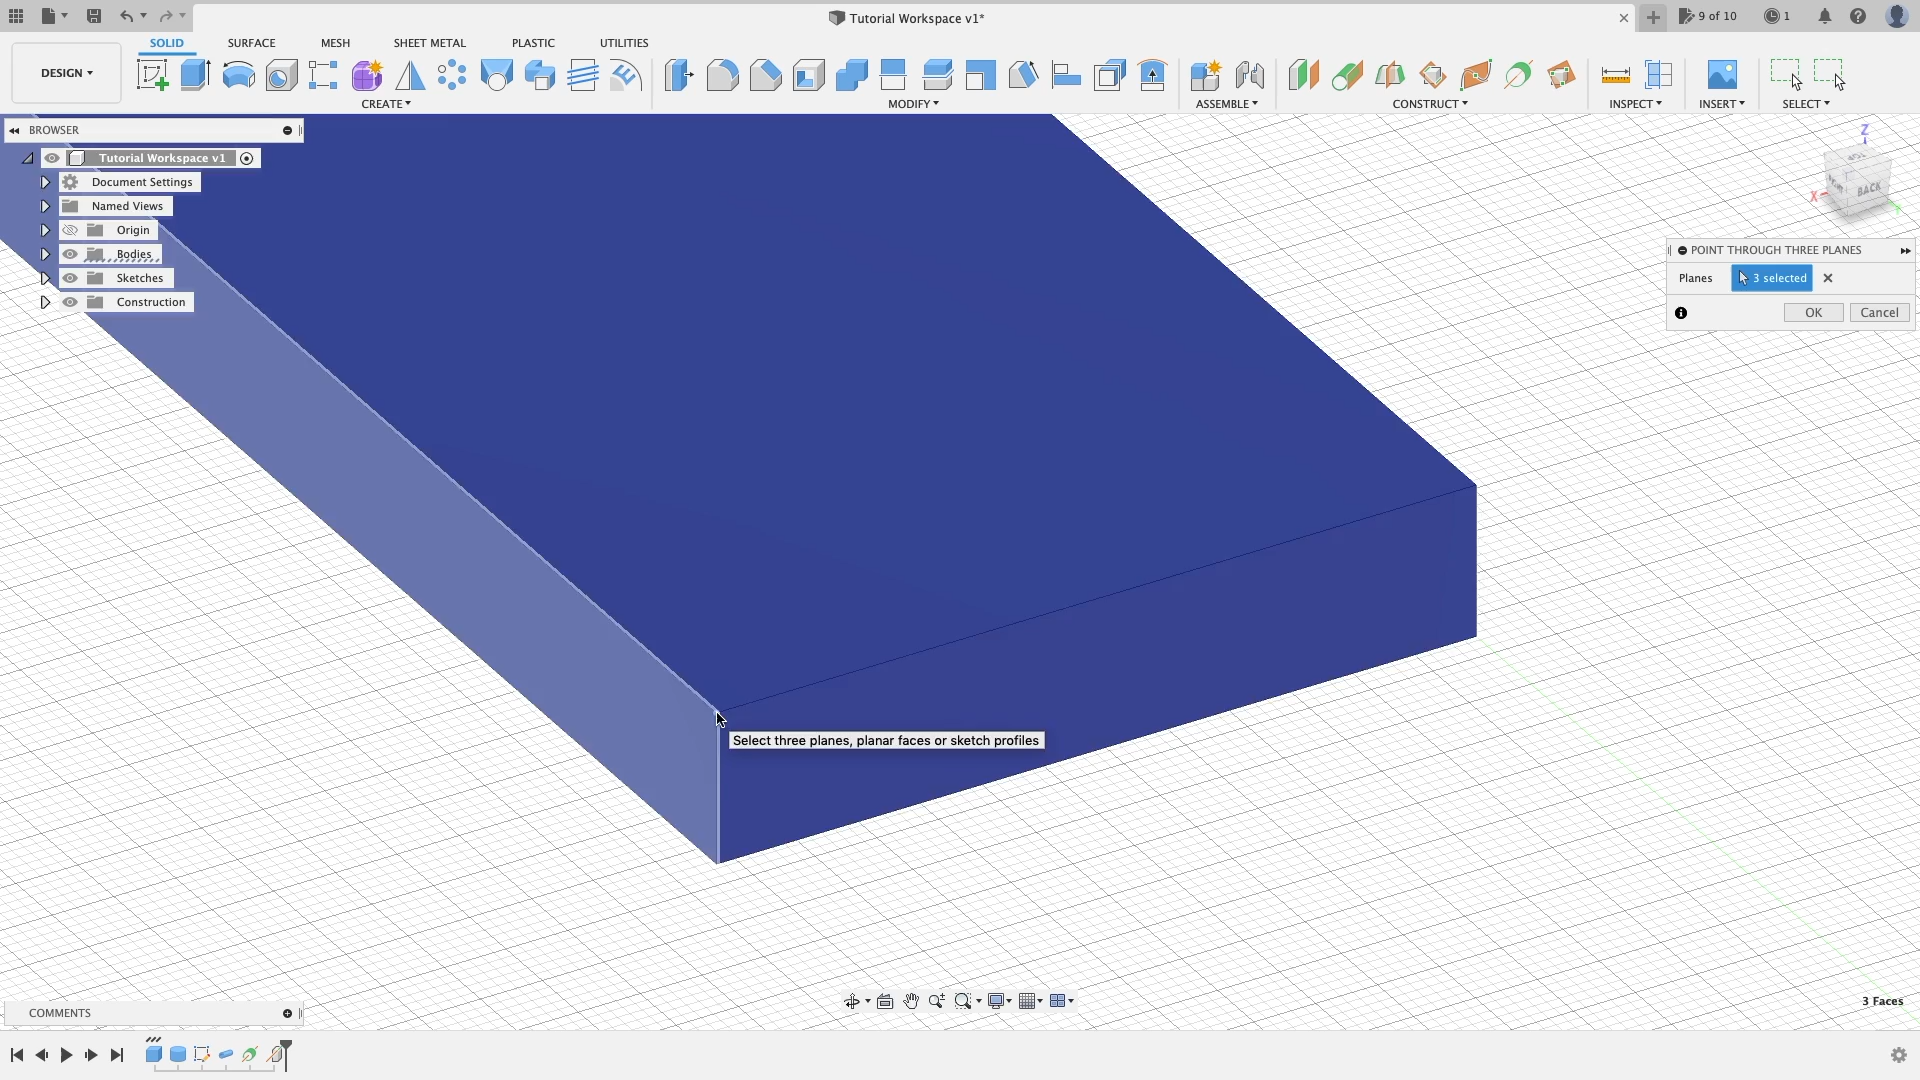 Tutorial Workspace v1*
9 of 10
1
DESIGN
SOLID
SURFACE
MESH
SHEET METAL
PLASTIC
UTILITIES
CREATE
MODIFY
ASSEMBLE
CONSTRUCT
INSPECT
INSERT
SELECT
BROWSER
Tutorial Workspace v1
Document Settings
Named Views
Origin
Bodies
Sketches
Construction
Z
TOP
BACK
X
POINT THROUGH THREE PLANES
Planes
3 selected
OK
Cancel
Select three planes, planar faces or sketch profiles
3 Faces
COMMENTS